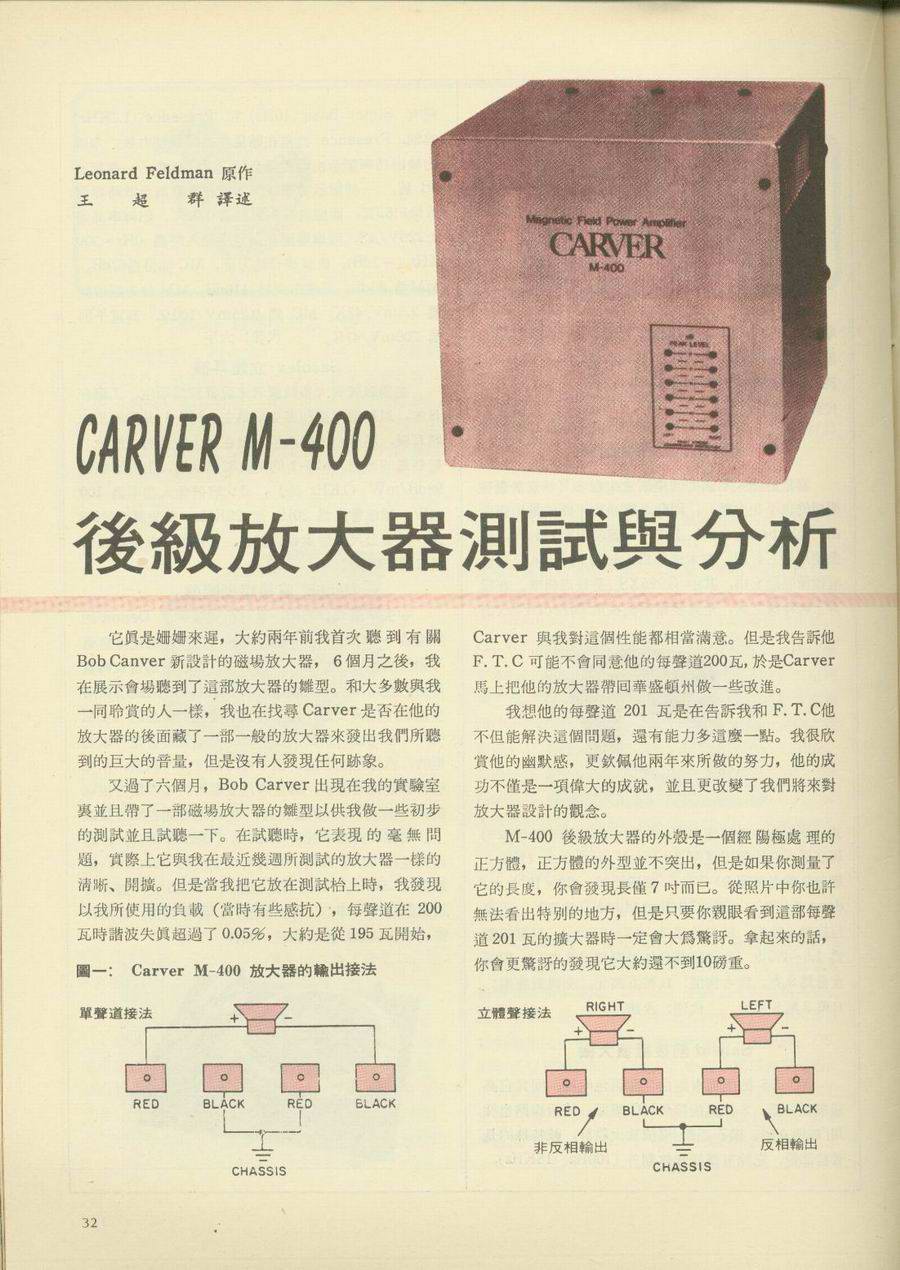 Leonard Feldman 原作
王 超 群 譯述
Magnetic Field Power Amplifier
CARVER
M-400
PEAK LEVEL
CARVER M-400
後級放大器測試與分析
它眞是姍姍來遲，大約兩年前我首次聽到有關
Bob Canver 新設計的磁場放大器，6個月之後，我
在展示會場聽到了這部放大器的雛型。和大多數與我
一同聆賞的人一樣，我也在找尋 Carver 是否在他的
放大器的後面藏了一部一般的放大器來發出我們所聽
到的巨大的音量，但是沒有人發現任何跡象。
又過了六個月，Bob Carver 出現在我的實驗室
裏並且帶了一部磁場放大器的雛型以供我做一些初步
的測試並且試聽一下。在試聽時，它表現的毫無問
題，實際上它與我在最近幾週所測試的放大器一樣的
清晰、開擴。但是當我把它放在測試枱上時，我發現
以我所使用的負載（當時有些感抗），每聲道在 200
瓦時諧波失眞超過了 0.05%，大約是從 195 瓦開始，
Carver 與我對這個性能都相當滿意。但是我告訴他
F.T.C 可能不會同意他的每聲道200瓦，於是Carver
馬上把他的放大器帶回華盛頓州做一些改進。
我想他的每聲道 201 瓦是在告訴我和 F.T.C他
不但能解決這個問題，還有能力多這麼一點。我很欣
賞他的幽默感，更欽佩他兩年來所做的努力，他的成
功不僅是一項偉大的成就，並且更改變了我們將來對
放大器設計的觀念。
M-400 後級放大器的外殼是一個經陽極處理的
正方體，正方體的外型並不突出，但是如果你測量了
它的長度，你會發現長僅 7 吋而已。從照片中你也許
無法看出特別的地方，但是只要你親眼看到這部每聲
道 201 瓦的擴大器時一定會大爲驚訝。拿起來的話，
你會更驚訝的發現它大約還不到10磅重。
圖一： Carver M-400 放大器的輸出接法
單聲道接法
+ −
RED BLACK RED BLACK
CHASSIS
立體聲接法
RIGHT LEFT
+ − + −
RED BLACK RED BLACK
非反相輸出 反相輸出
CHASSIS
32